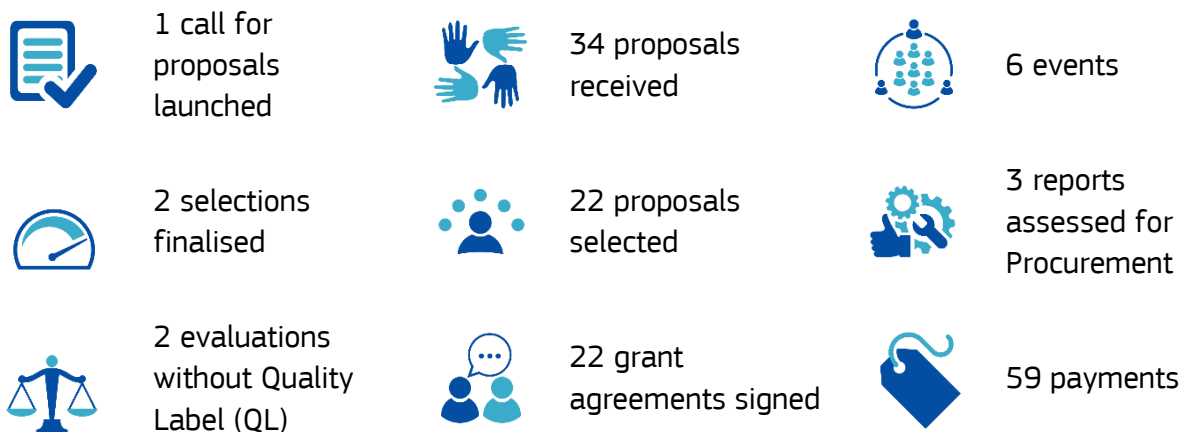 1 call for
proposals
launched
34 proposals
received
6 events
2 selections
finalised
22 proposals
selected
3 reports
assessed for
Procurement
2 evaluations
without Quality
Label (QL)
22 grant
agreements signed
59 payments